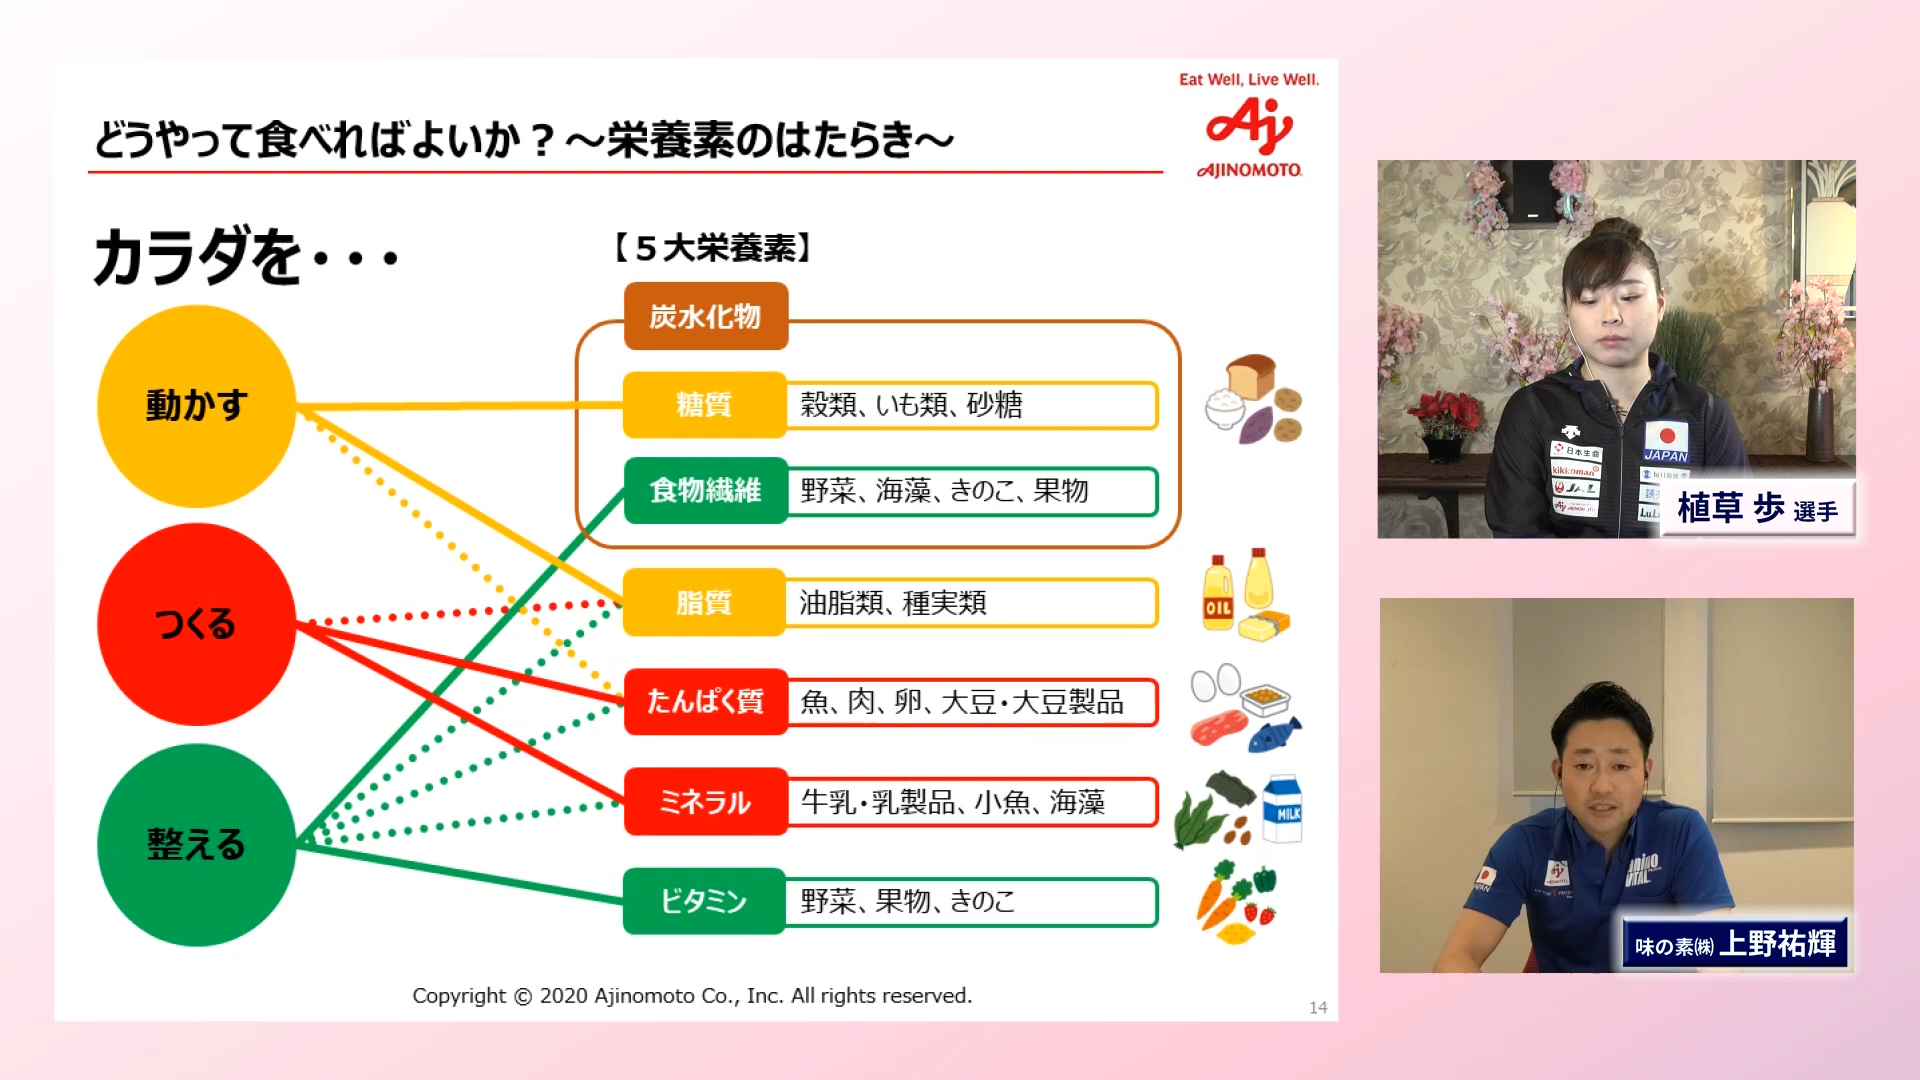 Eat Well, Live Well.
AJINOMOTO
どうやって食べればよいか？～栄養素のはたらき～
カラダを・・・
【５大栄養素】
炭水化物
動かす
糖質 穀類、いも類、砂糖
食物繊維 野菜、海藻、きのこ、果物
つくる
脂質 油脂類、種実類
OIL
たんぱく質 魚、肉、卵、大豆・大豆製品
整える
ミネラル 牛乳・乳製品、小魚、海藻
MILK
ビタミン 野菜、果物、きのこ
Copyright © 2020 Ajinomoto Co., Inc. All rights reserved.
14
日本生命
JAPAN
kikkoman
JAL
植草 歩 選手
JAPAN
味の素㈱ 上野祐輝